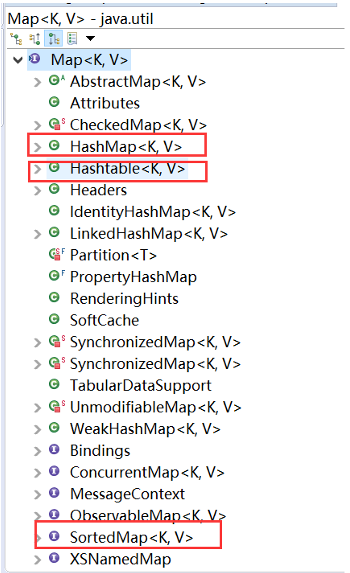 Map<K, V> - java.util
Map<K, V>
AbstractMap<K, V>
Attributes
CheckedMap<K, V>
HashMap<K, V>
Hashtable<K, V>
Headers
IdentityHashMap<K, V>
LinkedHashMap<K, V>
Partition<T>
PropertyHashMap
RenderingHints
SoftCache
SynchronizedMap<K, V>
SynchronizedMap<K, V>
TabularDataSupport
UnmodifiableMap<K, V>
WeakHashMap<K, V>
Bindings
ConcurrentMap<K, V>
MessageContext
ObservableMap<K, V>
SortedMap<K, V>
XSNamedMap